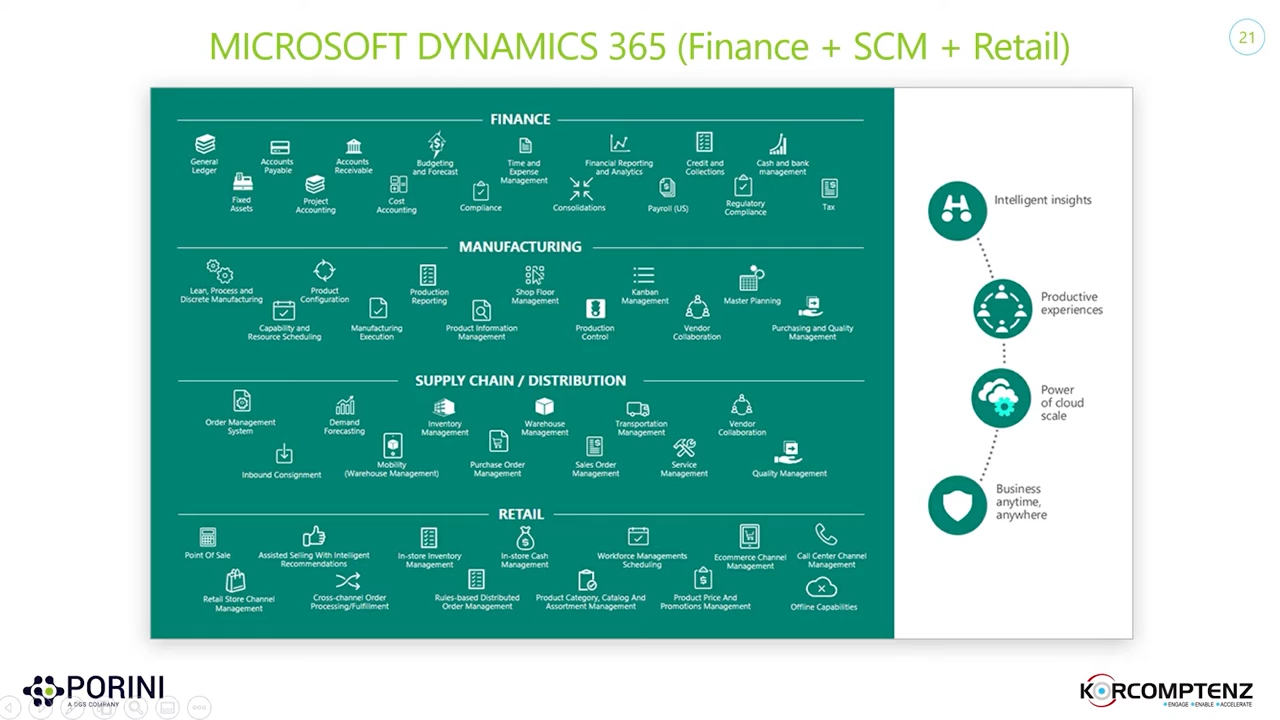 MICROSOFT DYNAMICS 365 (Finance + SCM + Retail)
21
FINANCE
General
Ledger
Accounts
Payable
Accounts
Receivable
Budgeting
and Forecast
Time and
Expense
Management
Financial Reporting
and Analytics
Credit and
Collections
Cash and bank
management
Fixed
Assets
Project
Accounting
Cost
Accounting
Compliance
Consolidations
Payroll (US)
Regulatory
Compliance
Tax
MANUFACTURING
Lean, Process and
Discrete Manufacturing
Product
Configuration
Production
Reporting
Shop Floor
Management
Kanban
Management
Master Planning
Capability and
Resource Scheduling
Manufacturing
Execution
Product Information
Management
Production
Control
Vendor
Collaboration
Purchasing and Quality
Management
SUPPLY CHAIN / DISTRIBUTION
Order Management
System
Demand
Forecasting
Inventory
Management
Warehouse
Management
Transportation
Management
Vendor
Collaboration
Inbound Consignment
Mobility
(Warehouse Management)
Purchase Order
Management
Sales Order
Management
Service
Management
Quality Management
RETAIL
Point Of Sale
Assisted Selling With Intelligent
Recommendations
In-store Inventory
Management
In-store Cash
Management
Workforce Managements
Scheduling
Ecommerce Channel
Management
Call Center Channel
Management
Retail Store Channel
Management
Cross-channel Order
Processing/Fulfillment
Rules-based Distributed
Order Management
Product Category, Catalog And
Assortment Management
Product Price And
Promotions Management
Offline Capabilities
Intelligent insights
Productive
experiences
Power
of cloud
scale
Business
anytime,
anywhere
PORINI
A DGS COMPANY
KORCOMPTENZ
ENGAGE ENABLE ACCELERATE